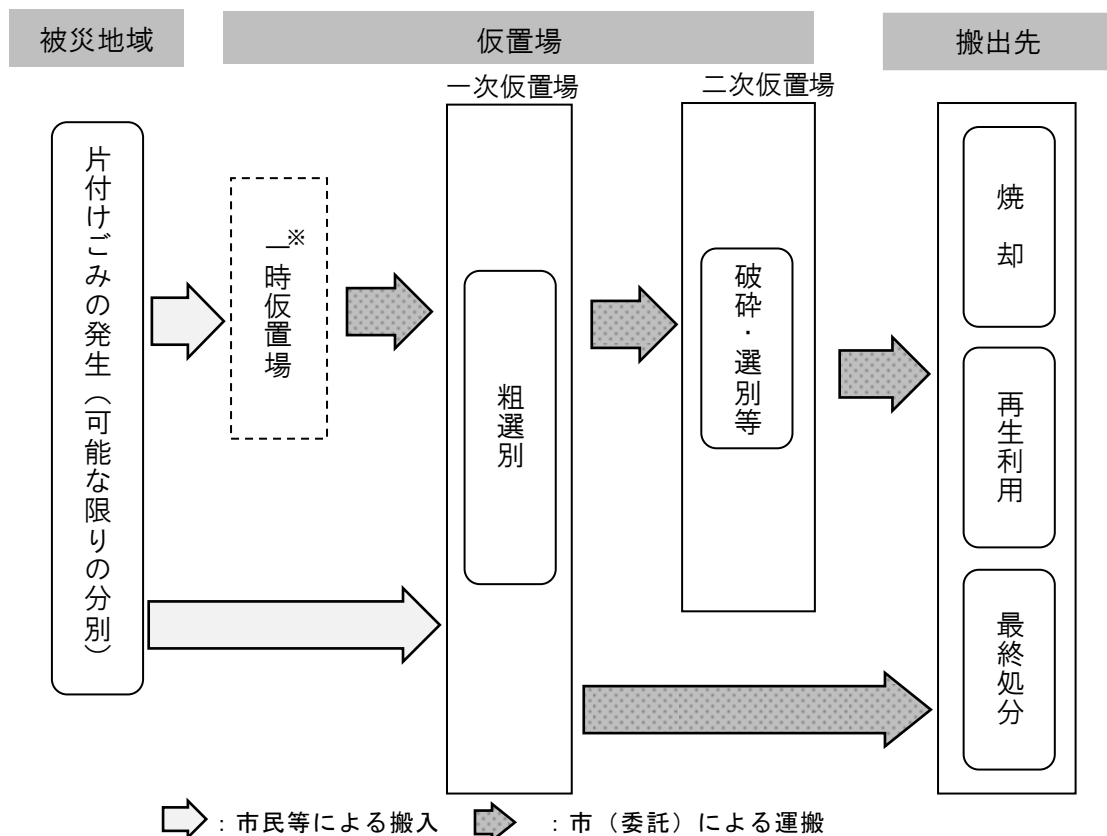 被災地域
仮置場
搬出先
一次仮置場
二次仮置場
片付けごみの発生（可能な限りの分別）
一時仮置場※
粗選別
破砕・選別等
焼却
再生利用
最終処分
：市民等による搬入
：市（委託）による運搬